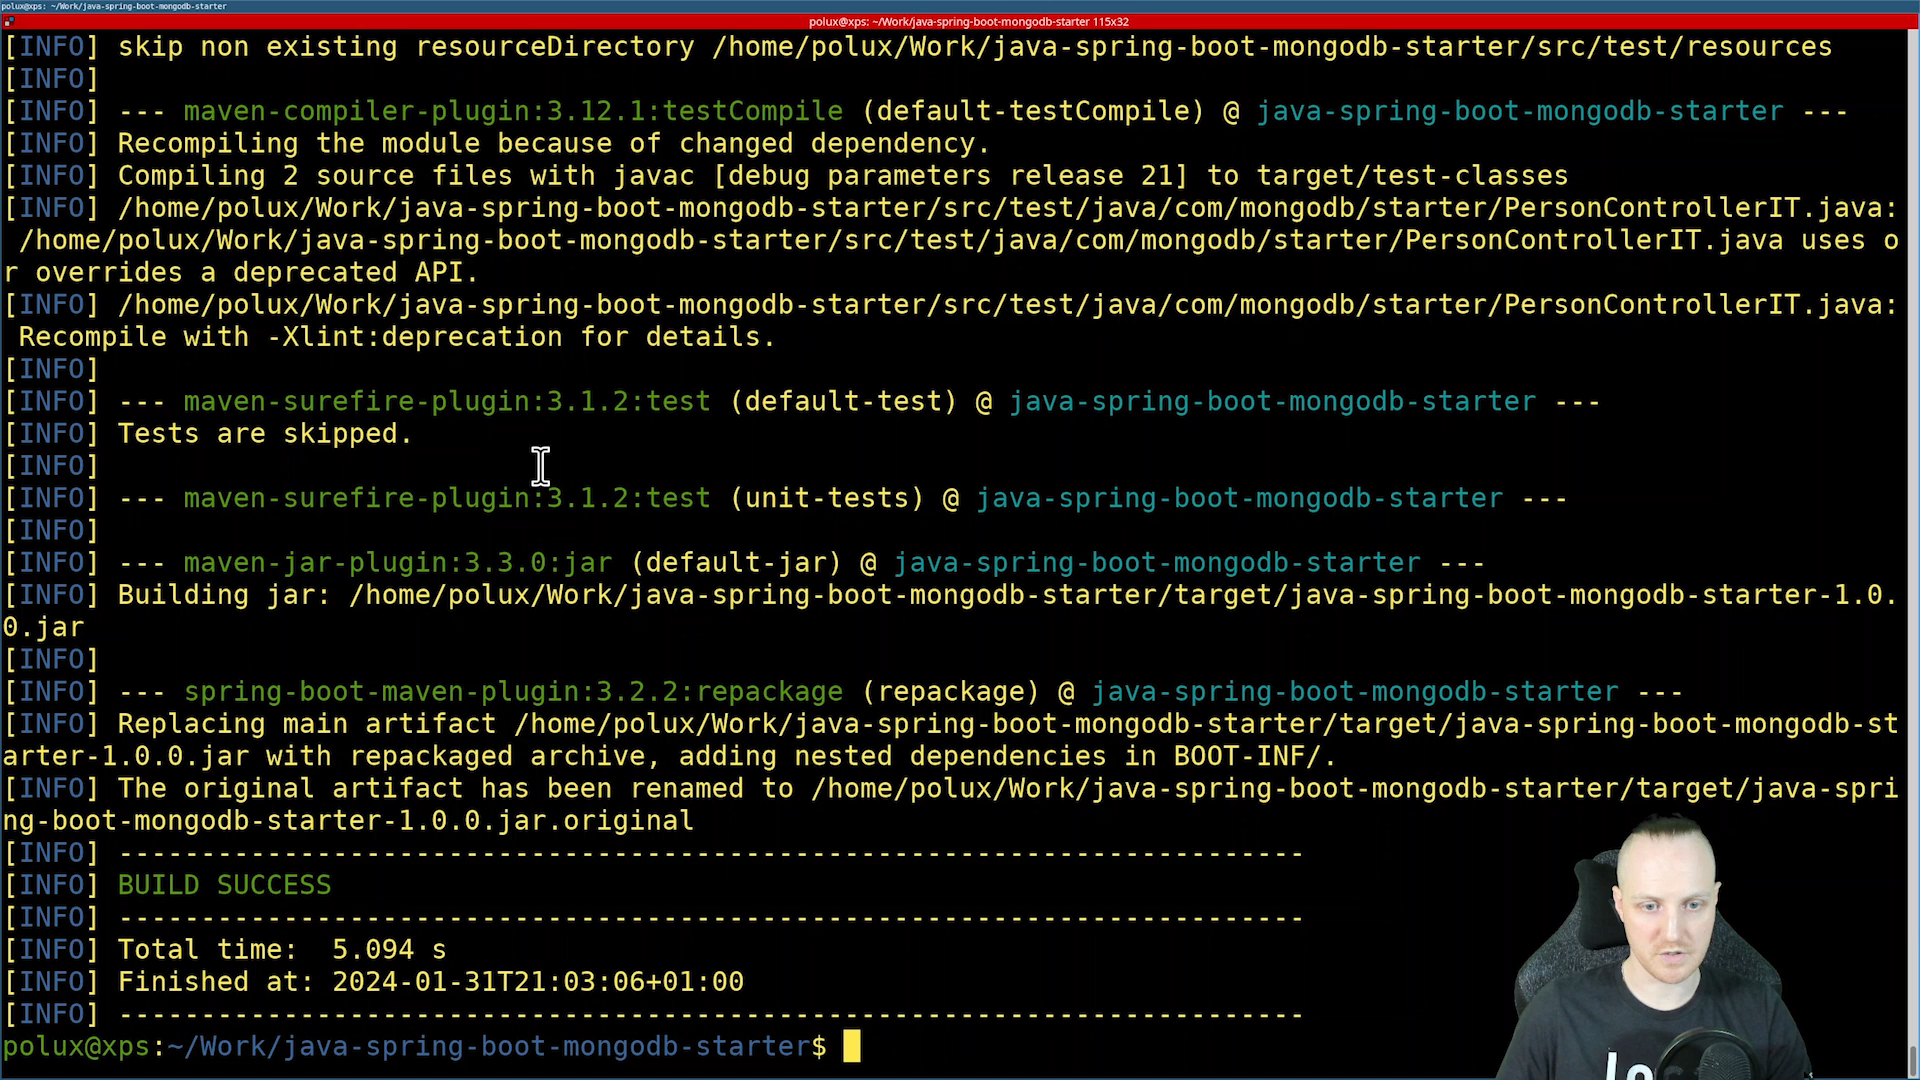 polux@xps: ~/Work/java-spring-boot-mongodb-starter
polux@xps: ~/Work/java-spring-boot-mongodb-starter 115x32
[INFO] skip non existing resourceDirectory /home/polux/Work/java-spring-boot-mongodb-starter/src/test/resources
[INFO]
[INFO] --- maven-compiler-plugin:3.12.1:testCompile (default-testCompile) @ java-spring-boot-mongodb-starter ---
[INFO] Recompiling the module because of changed dependency.
[INFO] Compiling 2 source files with javac [debug parameters release 21] to target/test-classes
[INFO] /home/polux/Work/java-spring-boot-mongodb-starter/src/test/java/com/mongodb/starter/PersonControllerIT.java:
 /home/polux/Work/java-spring-boot-mongodb-starter/src/test/java/com/mongodb/starter/PersonControllerIT.java uses o
r overrides a deprecated API.
[INFO] /home/polux/Work/java-spring-boot-mongodb-starter/src/test/java/com/mongodb/starter/PersonControllerIT.java:
 Recompile with -Xlint:deprecation for details.
[INFO]
[INFO] --- maven-surefire-plugin:3.1.2:test (default-test) @ java-spring-boot-mongodb-starter ---
[INFO] Tests are skipped.
[INFO]
[INFO] --- maven-surefire-plugin:3.1.2:test (unit-tests) @ java-spring-boot-mongodb-starter ---
[INFO]
[INFO] --- maven-jar-plugin:3.3.0:jar (default-jar) @ java-spring-boot-mongodb-starter ---
[INFO] Building jar: /home/polux/Work/java-spring-boot-mongodb-starter/target/java-spring-boot-mongodb-starter-1.0.
0.jar
[INFO]
[INFO] --- spring-boot-maven-plugin:3.2.2:repackage (repackage) @ java-spring-boot-mongodb-starter ---
[INFO] Replacing main artifact /home/polux/Work/java-spring-boot-mongodb-starter/target/java-spring-boot-mongodb-st
arter-1.0.0.jar with repackaged archive, adding nested dependencies in BOOT-INF/.
[INFO] The original artifact has been renamed to /home/polux/Work/java-spring-boot-mongodb-starter/target/java-spri
ng-boot-mongodb-starter-1.0.0.jar.original
[INFO] ------------------------------------------------------------------------
[INFO] BUILD SUCCESS
[INFO] ------------------------------------------------------------------------
[INFO] Total time:  5.094 s
[INFO] Finished at: 2024-01-31T21:03:06+01:00
[INFO] ------------------------------------------------------------------------
polux@xps:~/Work/java-spring-boot-mongodb-starter$